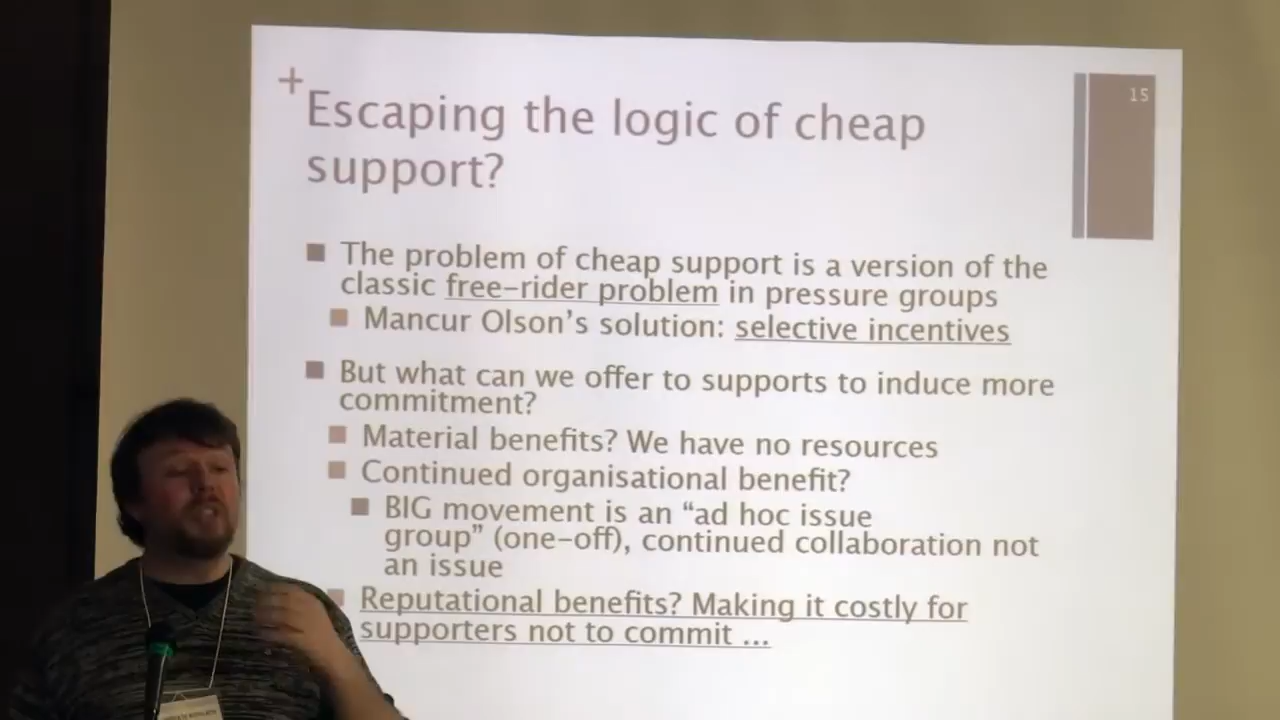 +
15
Escaping the logic of cheap
support?
The problem of cheap support is a version of the
classic free-rider problem in pressure groups
Mancur Olson's solution: selective incentives
But what can we offer to supports to induce more
commitment?
Material benefits? We have no resources
Continued organisational benefit?
BIG movement is an “ad hoc issue
group” (one-off), continued collaboration not
an issue
Reputational benefits? Making it costly for
supporters not to commit ...